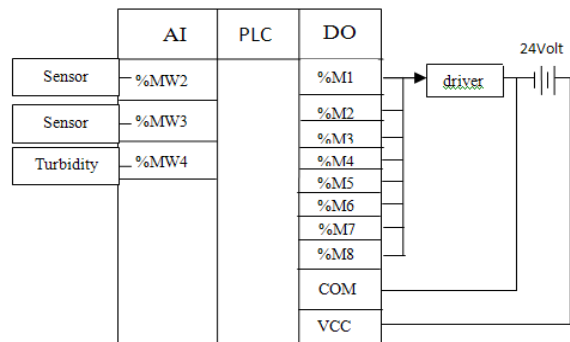 AI PLC DO
24Volt
Sensor %MW2 %M1 driver
%M2
Sensor %MW3 %M3
Turbidity %MW4 %M4
%M5
%M6
%M7
%M8
COM
VCC